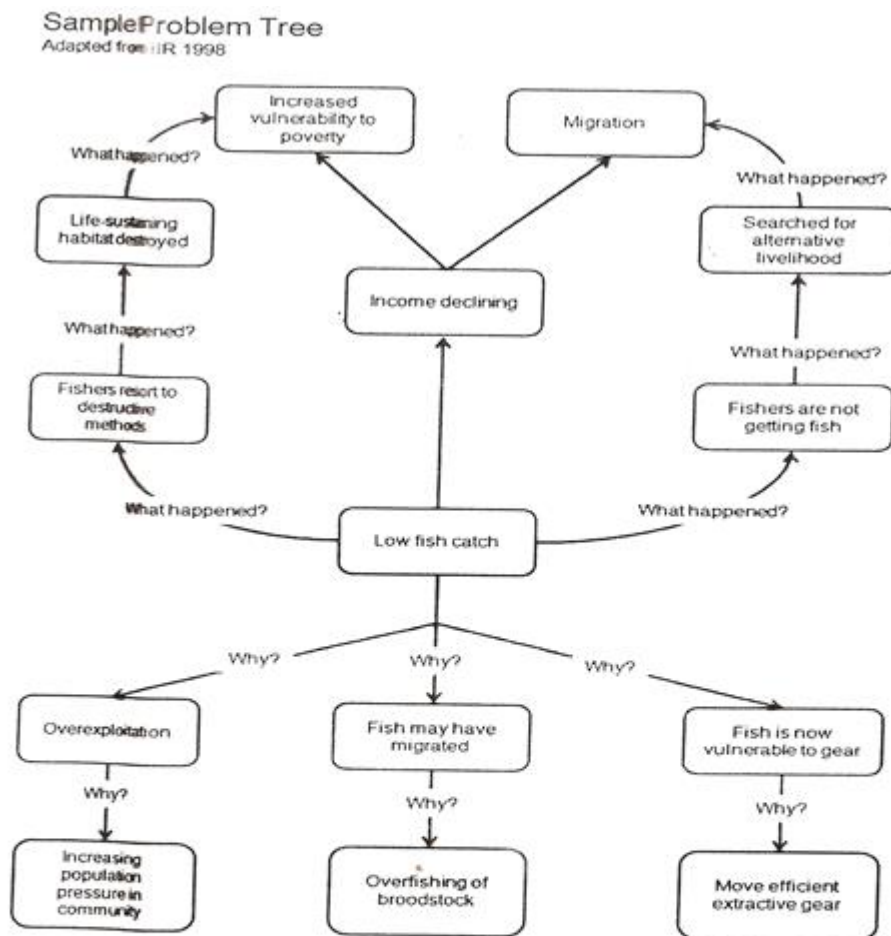 SampleProblem Tree
Adapted from IIR 1998
Increased
vulnerability to
poverty
Migration
What happened?
What happened?
Life-sustaining
habitat destroyed
Searched for
alternative
livelihood
Income declining
What happened?
What happened?
Fishers resort to
destructive
methods
Fishers are not
getting fish
What happened?
What happened?
Low fish catch
Why?
Why?
Why?
Overexploitation
Fish may have
migrated
Fish is now
vulnerable to gear
Why?
Why?
Why?
Increasing
population
pressure in
community
Overfishing of
broodstock
Move efficient
extractive gear